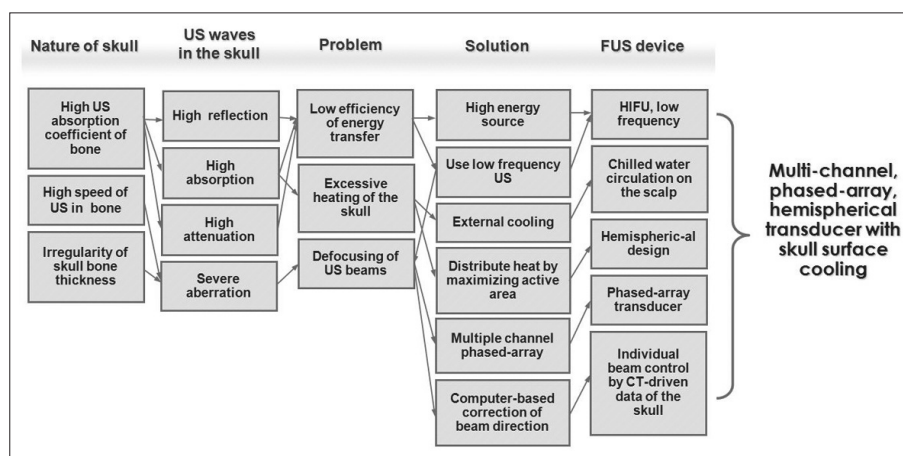 Nature of skull
US waves
in the skull
Problem
Solution
FUS device
High US
absorption
coefficient of
bone
High speed of
US in bone
Irregularity of
skull bone
thickness
High reflection
High
absorption
High
attenuation
Severe
aberration
Low efficiency
of energy
transfer
Excessive
heating of the
skull
Defocusing of
US beams
High energy
source
Use low frequency
US
External cooling
Distribute heat by
maximizing active
area
Multiple channel
phased-array
Computer-based
correction of
beam direction
HIFU, low
frequency
Chilled water
circulation on
the scalp
Hemispheric-al
design
Phased-array
transducer
Individual
beam control
by CT-driven
data of the
skull
Multi-channel,
phased-array,
hemispherical
transducer with
skull surface
cooling